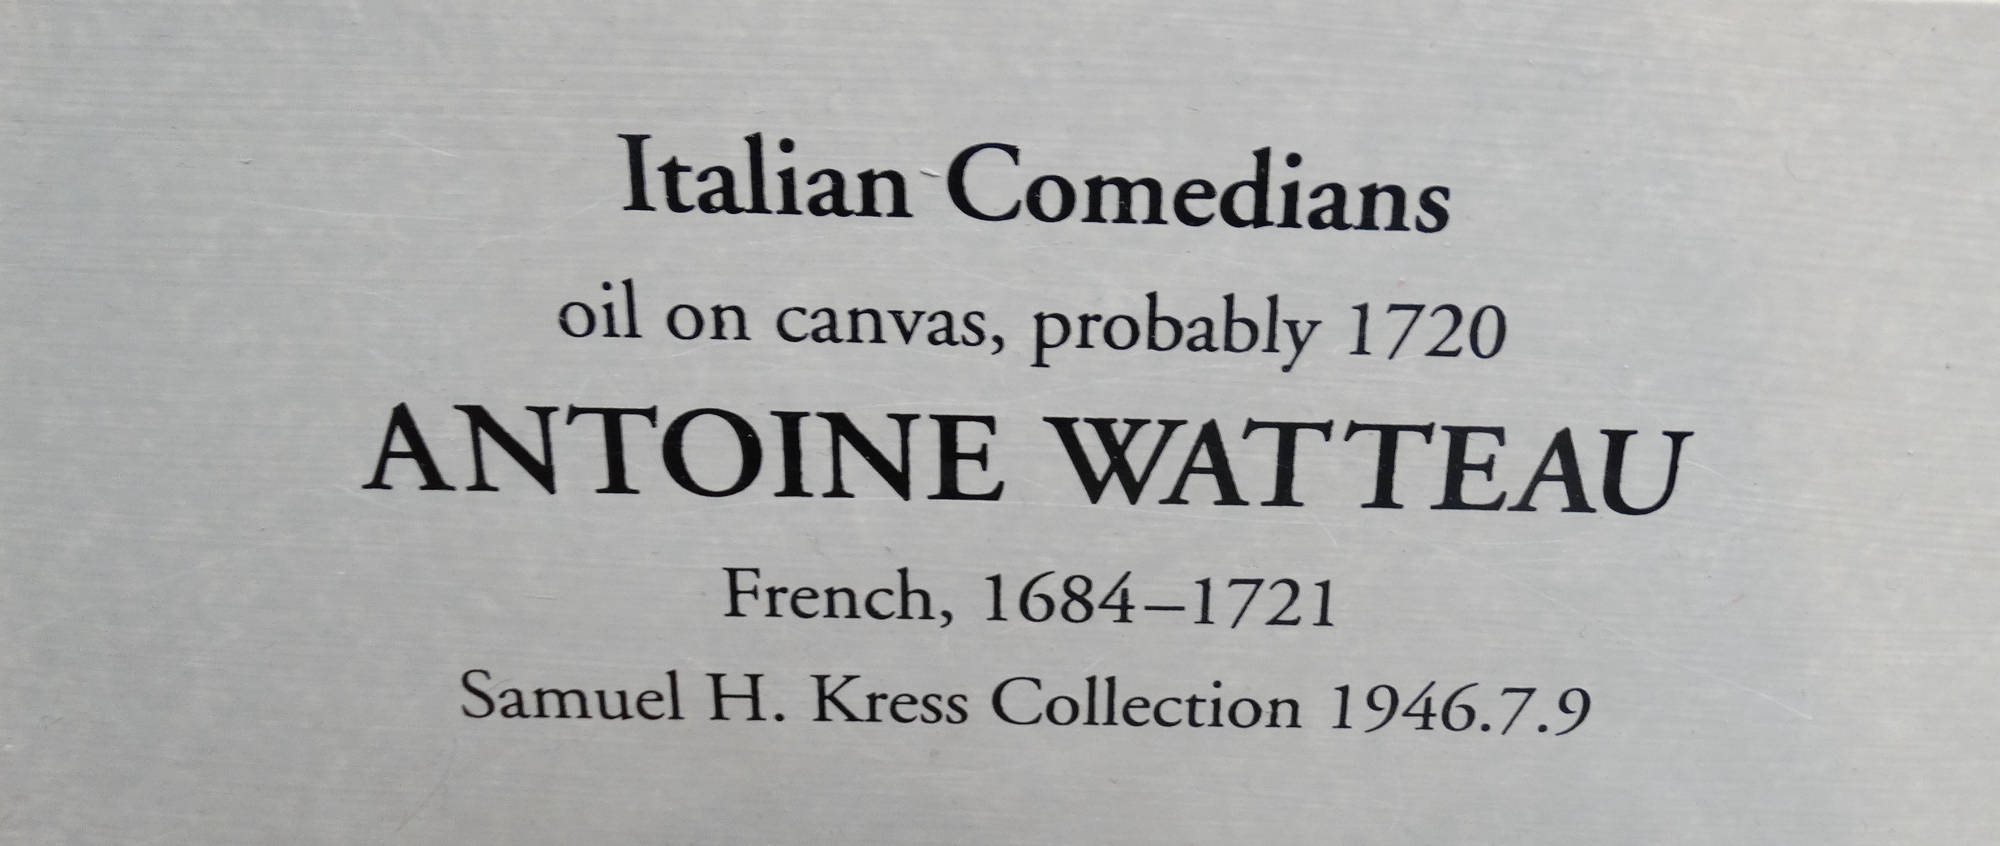 Italian Comedians
oil on canvas, probably 1720
ANTOINE WATTEAU
French, 1684–1721
Samuel H. Kress Collection 1946.7.9